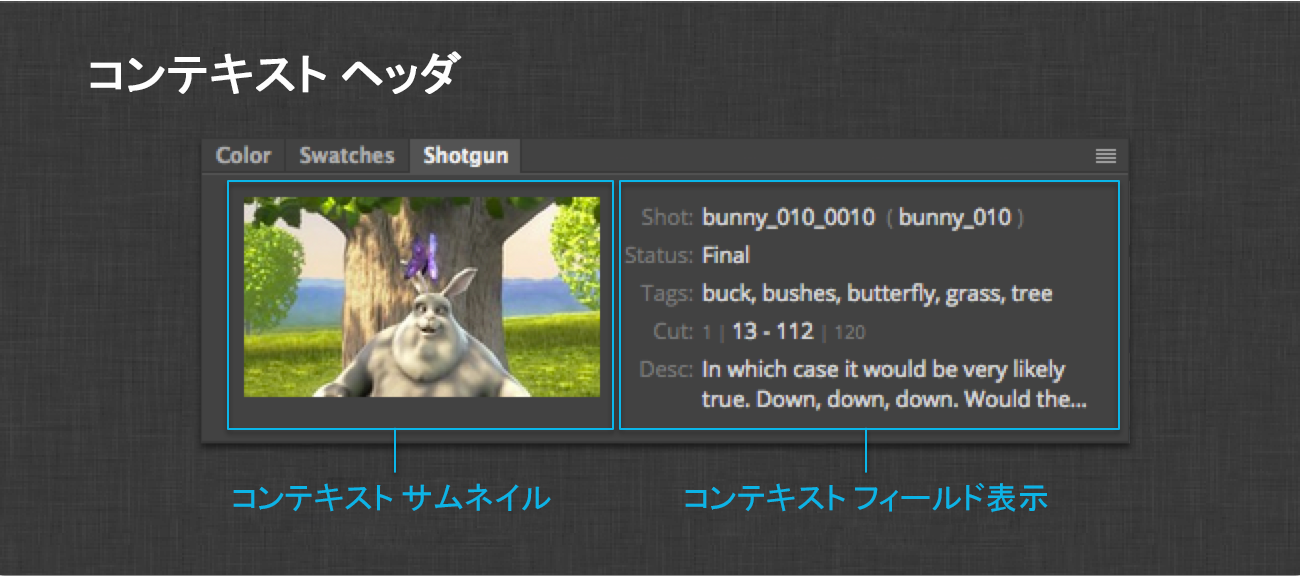 コンテキスト ヘッダ
Color Swatches Shotgun
Shot: bunny_010_0010 ( bunny_010 )
Status: Final
Tags: buck, bushes, butterfly, grass, tree
Cut: 1 | 13 - 112 | 120
Desc: In which case it would be very likely
true. Down, down, down. Would the...
コンテキスト サムネイル
コンテキスト フィールド表示